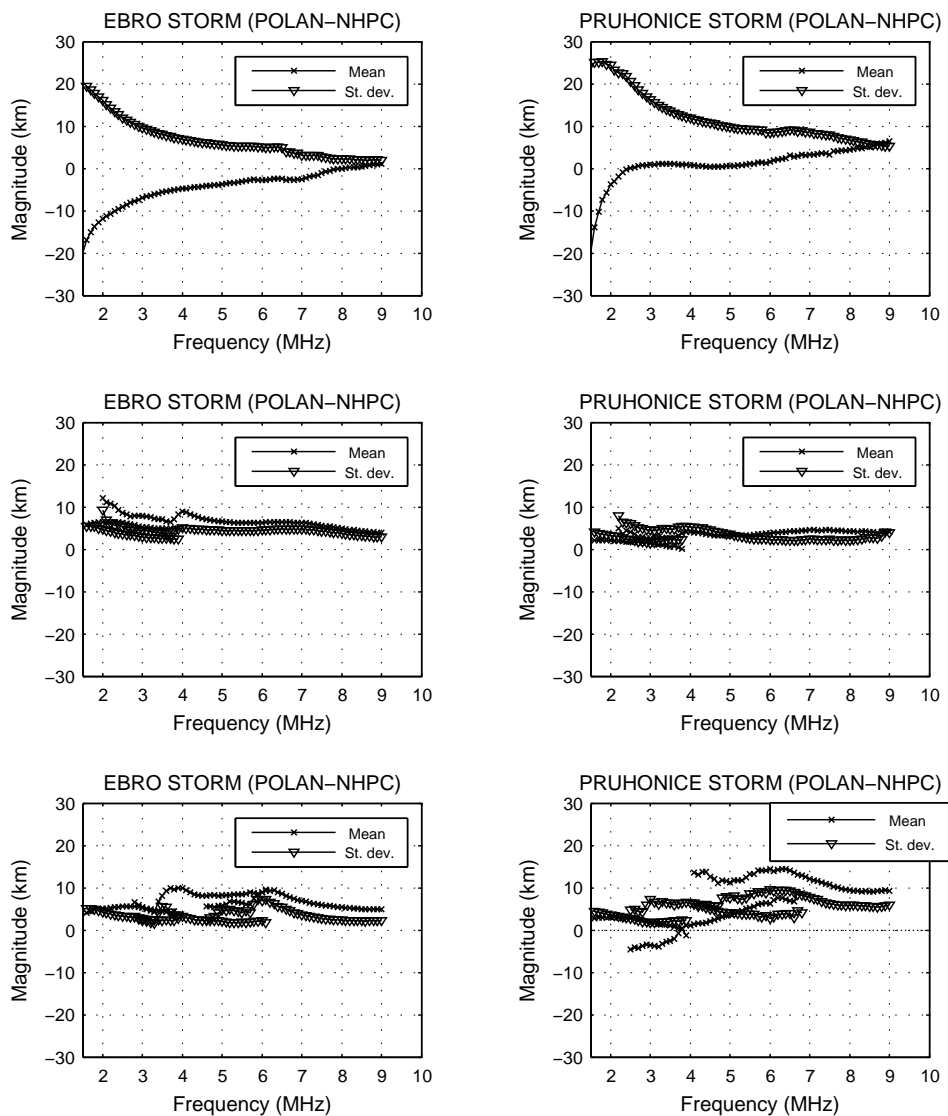 EBRO STORM (POLAN−NHPC)
30
20
10
0
−10
−20
−30
Magnitude (km)
Mean
St. dev.
2 3 4 5 6 7 8 9 10
Frequency (MHz)
PRUHONICE STORM (POLAN−NHPC)
30
20
10
0
−10
−20
−30
Magnitude (km)
Mean
St. dev.
2 3 4 5 6 7 8 9 10
Frequency (MHz)
EBRO STORM (POLAN−NHPC)
30
20
10
0
−10
−20
−30
Magnitude (km)
Mean
St. dev.
2 3 4 5 6 7 8 9 10
Frequency (MHz)
PRUHONICE STORM (POLAN−NHPC)
30
20
10
0
−10
−20
−30
Magnitude (km)
Mean
St. dev.
2 3 4 5 6 7 8 9 10
Frequency (MHz)
EBRO STORM (POLAN−NHPC)
30
20
10
0
−10
−20
−30
Magnitude (km)
Mean
St. dev.
2 3 4 5 6 7 8 9 10
Frequency (MHz)
PRUHONICE STORM (POLAN−NHPC)
30
20
10
0
−10
−20
−30
Magnitude (km)
Mean
St. dev.
2 3 4 5 6 7 8 9 10
Frequency (MHz)